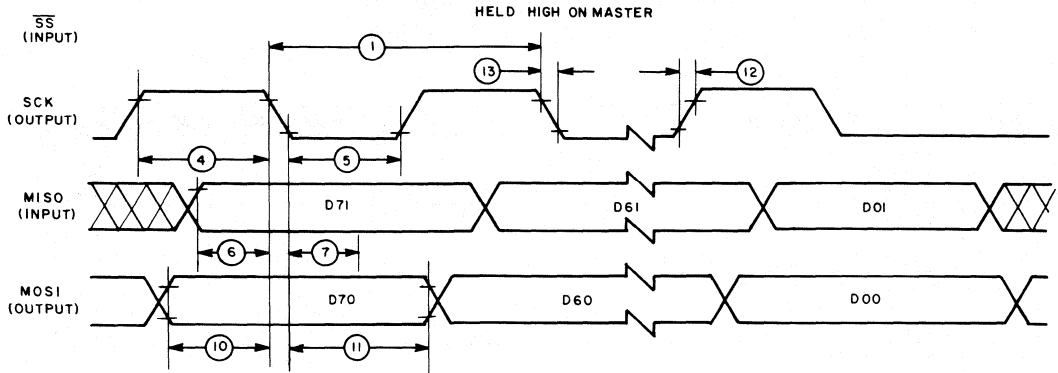 HELD HIGH ON MASTER
SS
(INPUT)
1
13
12
SCK
(OUTPUT)
4
5
MISO
(INPUT)
D71
D61
D01
6
7
MOSI
(OUTPUT)
D70
D60
D00
10
11